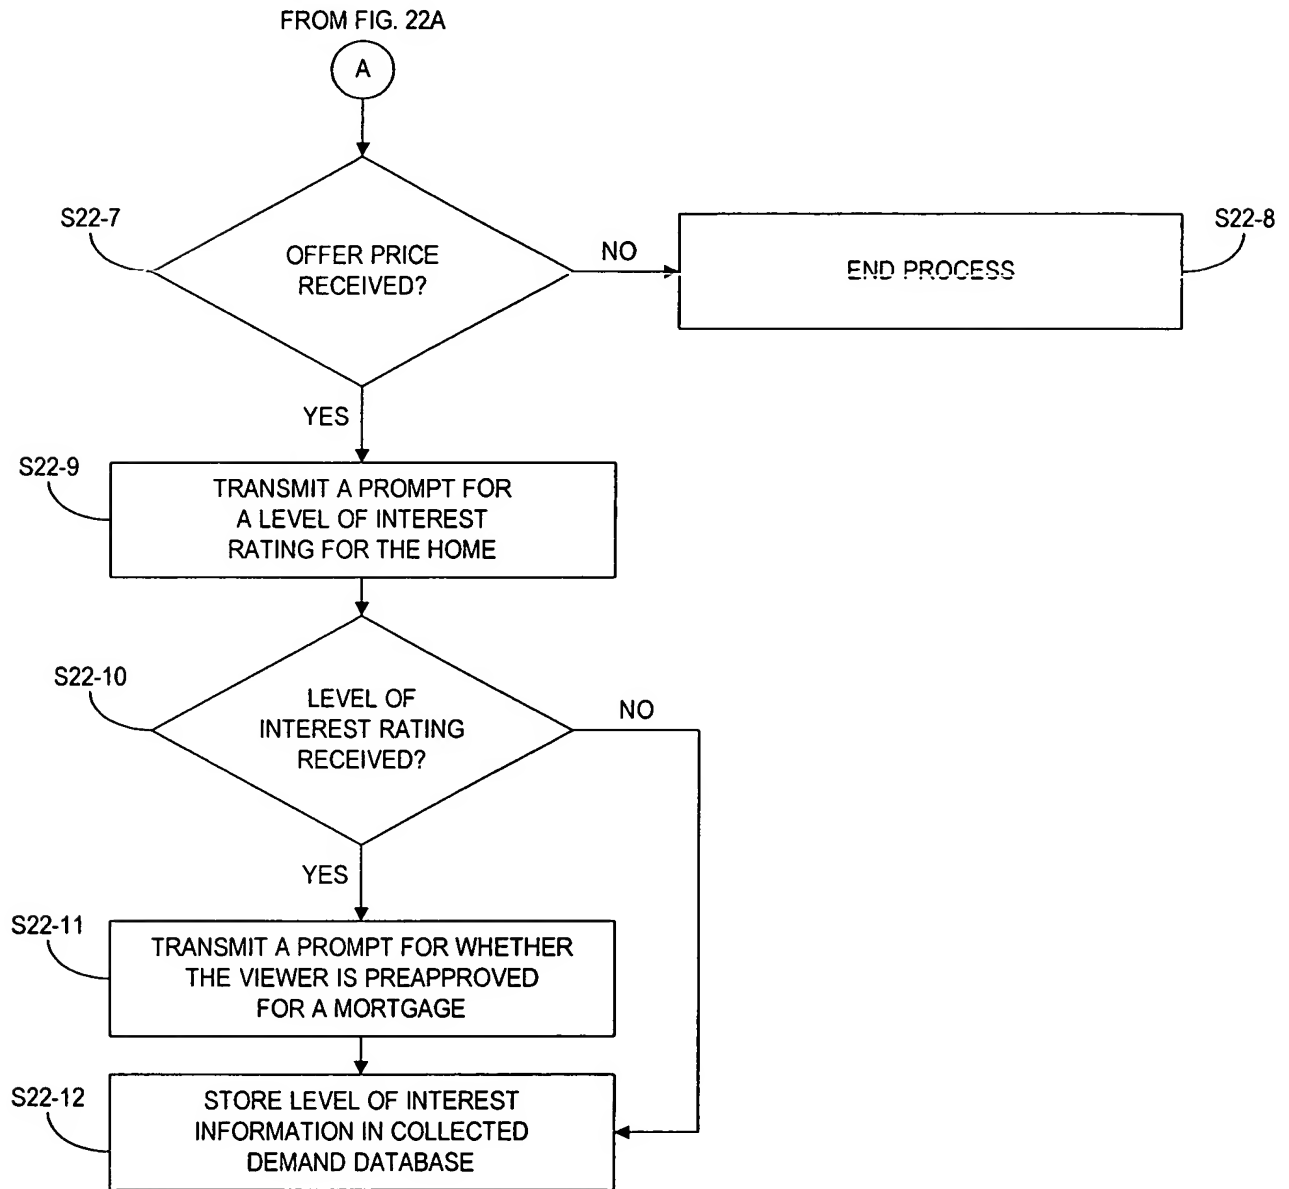 FROM FIG. 22A
A
S22-7
OFFER PRICE
RECEIVED?
NO
END PROCESS
S22-8
YES
S22-9
TRANSMIT A PROMPT FOR
A LEVEL OF INTEREST
RATING FOR THE HOME
S22-10
LEVEL OF
INTEREST RATING
RECEIVED?
NO
YES
S22-11
TRANSMIT A PROMPT FOR WHETHER
THE VIEWER IS PREAPPROVED
FOR A MORTGAGE
S22-12
STORE LEVEL OF INTEREST
INFORMATION IN COLLECTED
DEMAND DATABASE